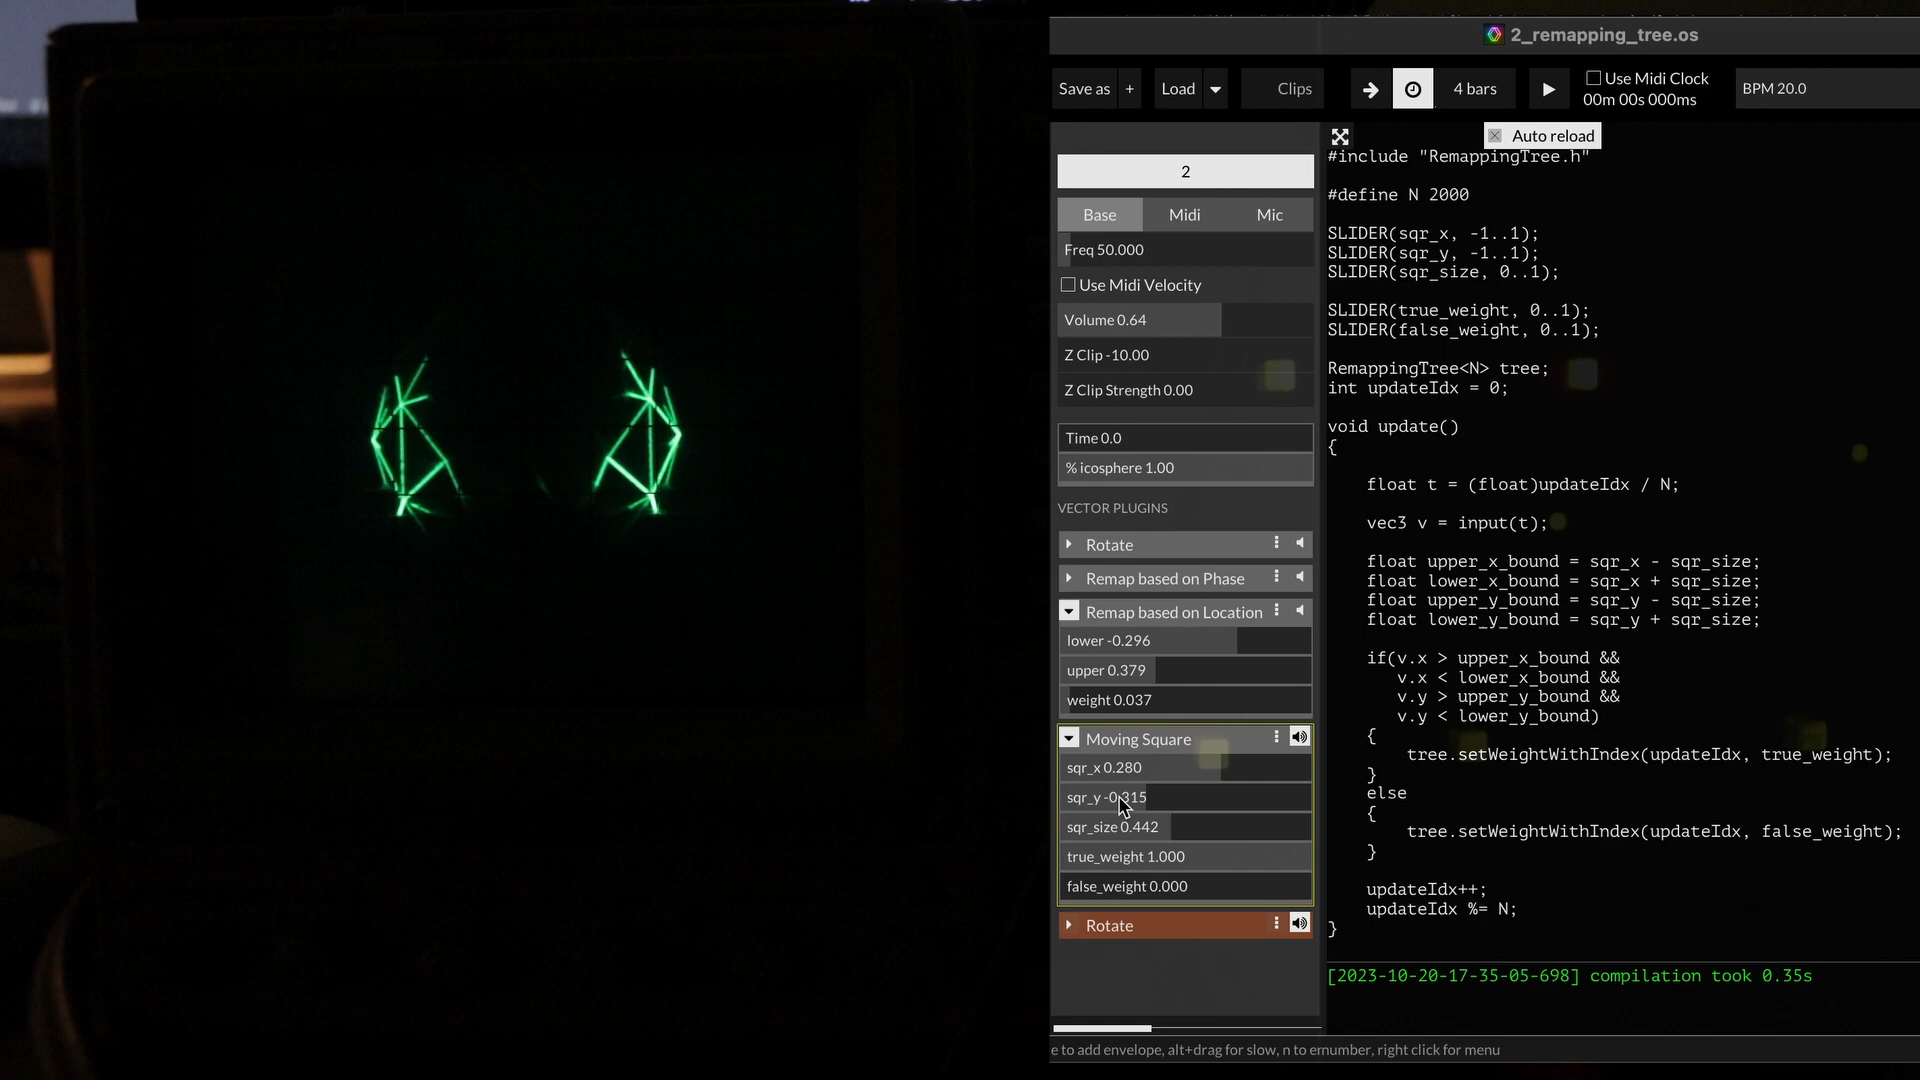 2_remapping_tree.os
Save as + Load Clips 4 bars Use Midi Clock BPM 20.0
00m 00s 000ms
Auto reload
2
Base Midi Mic
Freq 50.000
Use Midi Velocity
Volume 0.64
Z Clip -10.00
Z Clip Strength 0.00
Time 0.0
% icosphere 1.00
VECTOR PLUGINS
Rotate
Remap based on Phase
Remap based on Location
lower -0.296
upper 0.379
weight 0.037
Moving Square
sqr_x 0.280
sqr_y -0.315
sqr_size 0.442
true_weight 1.000
false_weight 0.000
Rotate
#include "RemappingTree.h"
#define N 2000
SLIDER(sqr_x, -1..1);
SLIDER(sqr_y, -1..1);
SLIDER(sqr_size, 0..1);
SLIDER(true_weight, 0..1);
SLIDER(false_weight, 0..1);
RemappingTree<N> tree;
int updateIdx = 0;
void update()
{
float t = (float)updateIdx / N;
vec3 v = input(t);
float upper_x_bound = sqr_x - sqr_size;
float lower_x_bound = sqr_x + sqr_size;
float upper_y_bound = sqr_y - sqr_size;
float lower_y_bound = sqr_y + sqr_size;
if(v.x > upper_x_bound &&
v.x < lower_x_bound &&
v.y > upper_y_bound &&
v.y < lower_y_bound)
{
tree.setWeightWithIndex(updateIdx, true_weight);
}
else
{
tree.setWeightWithIndex(updateIdx, false_weight);
}
updateIdx++;
updateIdx %= N;
}
[2023-10-20-17-35-05-698] compilation took 0.35s
e to add envelope, alt+drag for slow, n to ernumber, right click for menu